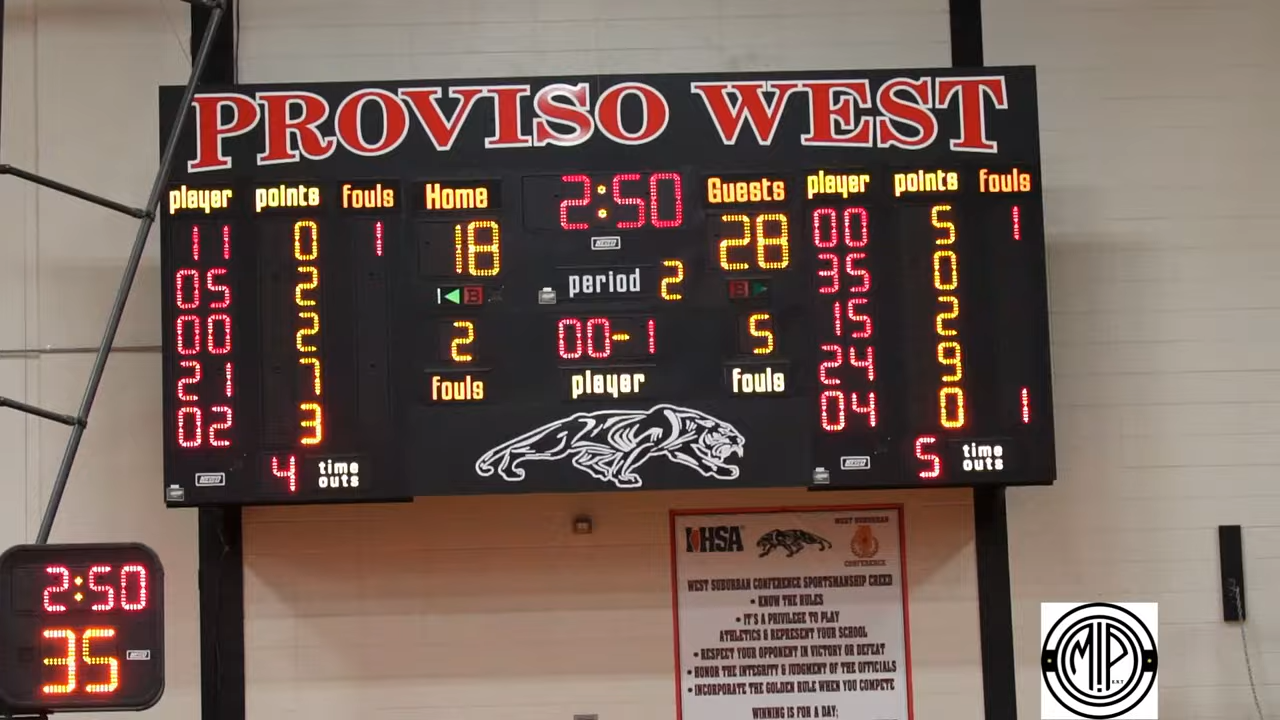 PROVISO WEST
player points fouls Home 2:50 Guests player points fouls
11 0 1 18 28 00 5 1
05 2 period 2 35 0
00 2 2 00-1 5 15 2
21 7 fouls player fouls 24 9
02 3 04 0 1
4 time outs 5 time outs
2:50
35
IHSA
WEST SUBURBAN
CONFERENCE
WEST SUBURBAN CONFERENCE SPORTSMANSHIP CREED
• KNOW THE RULES
• IT'S A PRIVILEGE TO PLAY
ATHLETICS & REPRESENT YOUR SCHOOL
• RESPECT YOUR OPPONENT IN VICTORY OR DEFEAT
• HONOR THE INTEGRITY & JUDGMENT OF THE OFFICIALS
• INCORPORATE THE GOLDEN RULE WHEN YOU COMPETE
WINNING IS FOR A DAY;
M!P